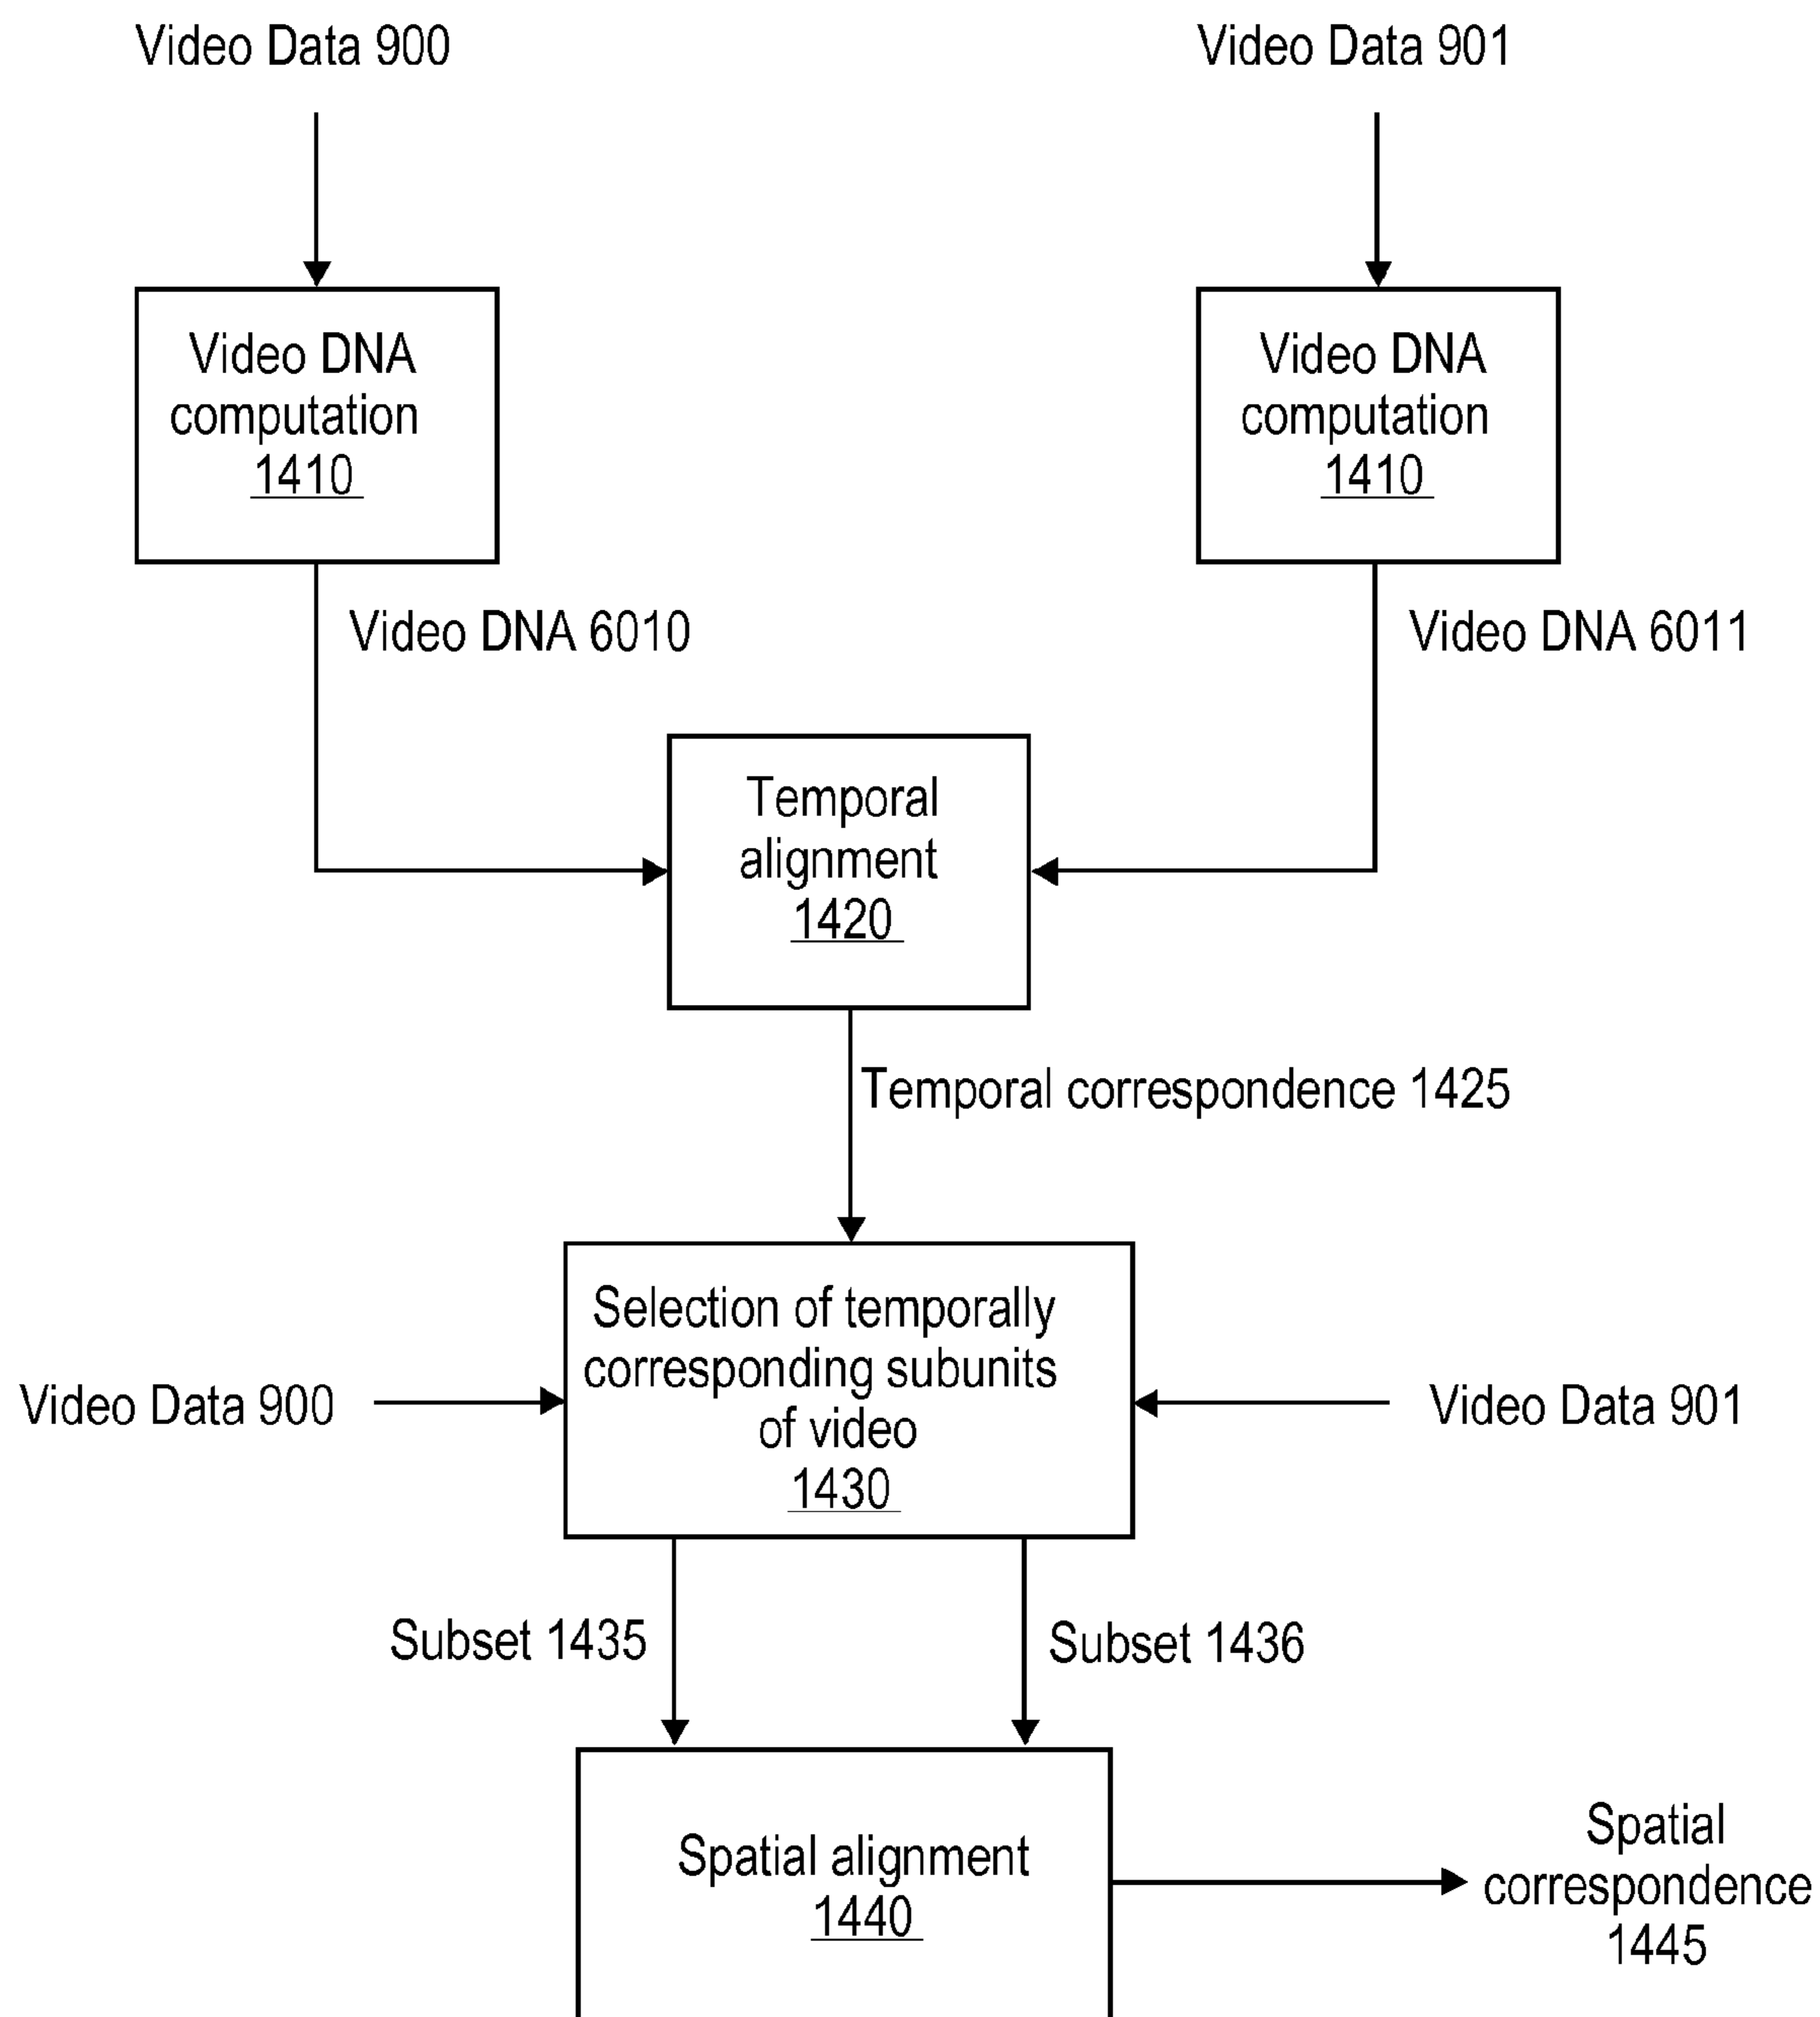 Video Data 900
Video Data 901
Video DNA
computation
1410
Video DNA
computation
1410
Video DNA 6010
Video DNA 6011
Temporal
alignment
1420
Temporal correspondence 1425
Selection of temporally
corresponding subunits
of video
1430
Video Data 900
Video Data 901
Subset 1435
Subset 1436
Spatial alignment
1440
Spatial
correspondence
1445